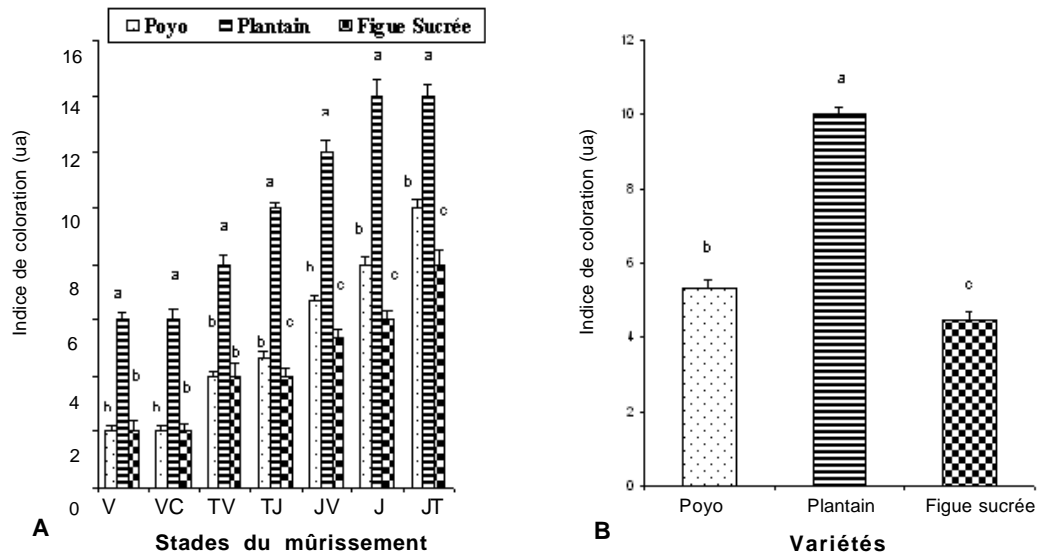 Poyo Plantain Figue Sucrée
Indice de coloration (ua)
16
14
12
10
8
6
4
2
0
h a b
h a b
b a b
b a c
h a c
b a c
b a c
V VC TV TJ JV J JT
A
Stades du mûrissement
Indice de coloration (ua)
12
10
8
6
4
2
0
b a c
Poyo Plantain Figue sucrée
B
Variétés